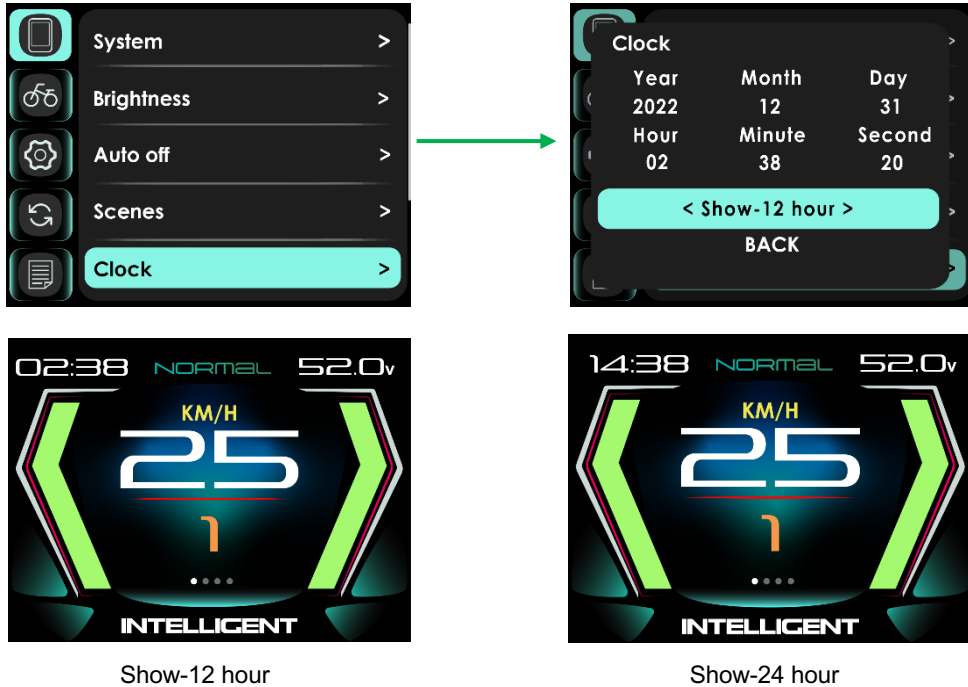 System >
Brightness >
Auto off >
Scenes >
Clock >
Clock
Year Month Day
2022 12 31
Hour Minute Second
02 38 20
< Show-12 hour >
BACK
02:38 NORMAL 52.0v
KM/H
25
1
INTELLIGENT
Show-12 hour
14:38 NORMAL 52.0v
KM/H
25
1
INTELLIGENT
Show-24 hour